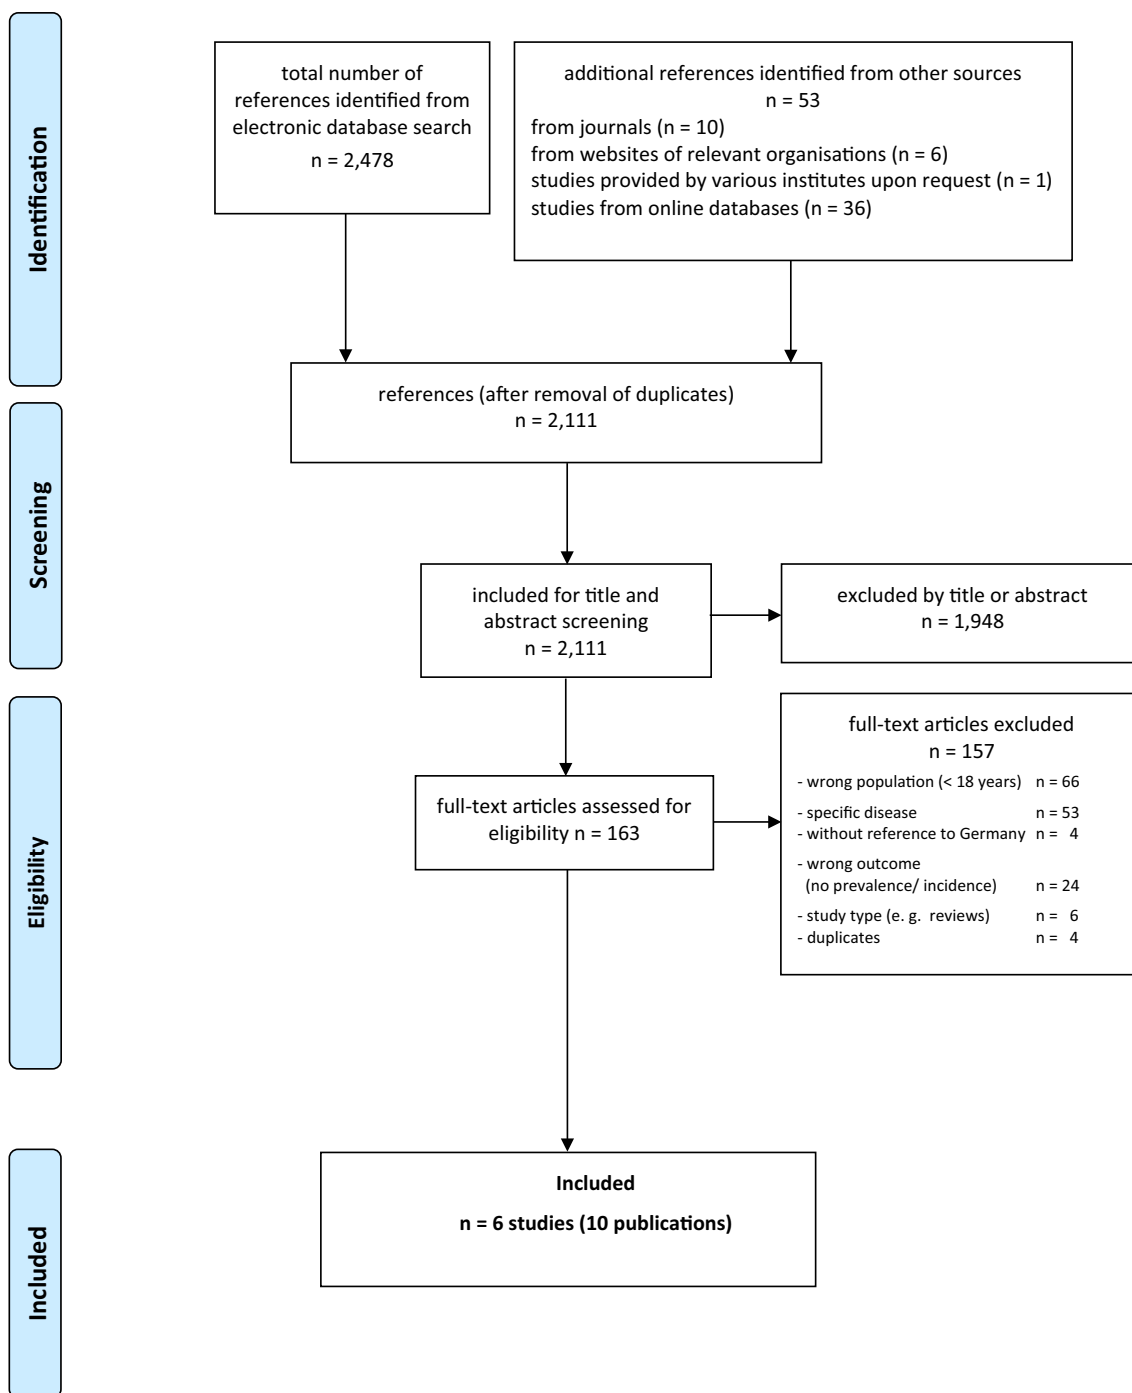 Identification
total number of
references identified from
electronic database search
n = 2,478
additional references identified from other sources
n = 53
from journals (n = 10)
from websites of relevant organisations (n = 6)
studies provided by various institutes upon request (n = 1)
studies from online databases (n = 36)
references (after removal of duplicates)
n = 2,111
Screening
included for title and
abstract screening
n = 2,111
excluded by title or abstract
n = 1,948
Eligibility
full-text articles assessed for
eligibility n = 163
full-text articles excluded
n = 157
- wrong population (< 18 years) n = 66
- specific disease n = 53
- without reference to Germany n = 4
- wrong outcome
(no prevalence/ incidence) n = 24
- study type (e. g. reviews) n = 6
- duplicates n = 4
Included
Included
n = 6 studies (10 publications)